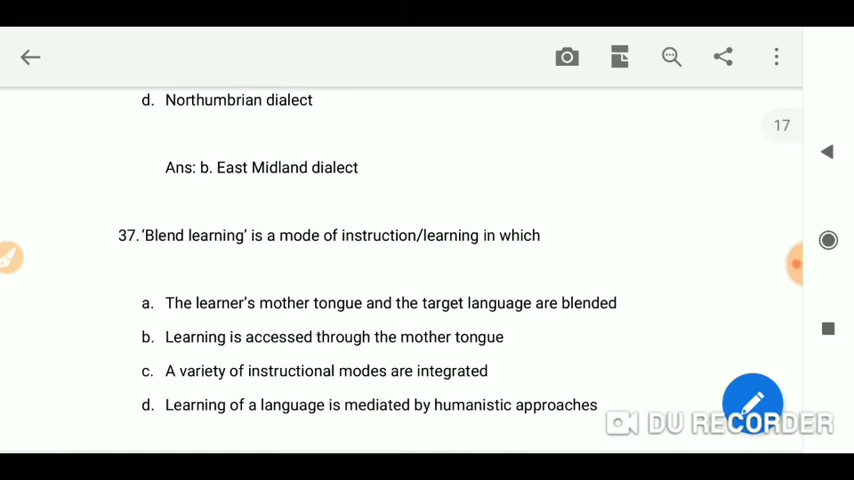 d. Northumbrian dialect
17
Ans: b. East Midland dialect
37. 'Blend learning' is a mode of instruction/learning in which
a. The learner's mother tongue and the target language are blended
b. Learning is accessed through the mother tongue
c. A variety of instructional modes are integrated
d. Learning of a language is mediated by humanistic approaches
DU RECORDER